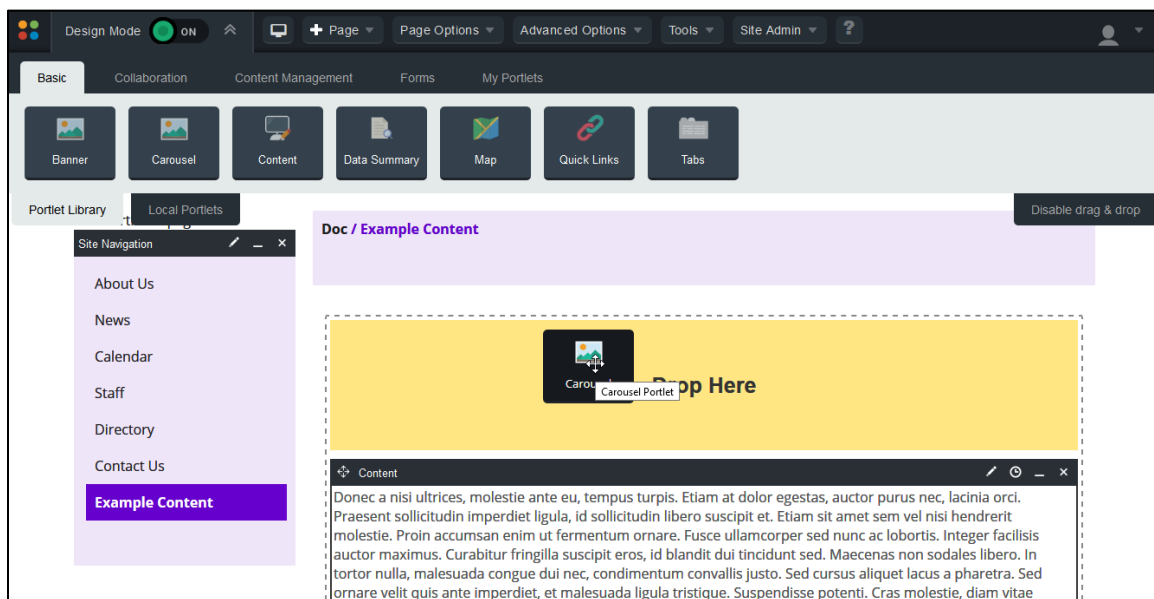 Design Mode ON + Page Page Options Advanced Options Tools Site Admin ?
Basic Collaboration Content Management Forms My Portlets
Banner Carousel Content Data Summary Map Quick Links Tabs
Portlet Library Local Portlets Disable drag & drop
Site Navigation
About Us
News
Calendar
Staff
Directory
Contact Us
Example Content
Doc / Example Content
Drop Here
Carousel Portlet
Content
Donec a nisi ultrices, molestie ante eu, tempus turpis. Etiam at dolor egestas, auctor purus nec, lacinia orci.
Praesent sollicitudin imperdiet ligula, id sollicitudin libero suscipit et. Etiam sit amet sem vel nisi hendrerit
molestie. Proin accumsan enim ut fermentum ornare. Fusce ullamcorper sed nunc ac lobortis. Integer facilisis
auctor maximus. Curabitur fringilla suscipit eros, id blandit dui tincidunt sed. Maecenas non sodales libero. In
tortor nulla, malesuada congue dui nec, condimentum convallis justo. Sed cursus aliquet lacus a pharetra. Sed
ornare velit quis ante imperdiet, et malesuada ligula tristique. Suspendisse potenti. Cras molestie, diam vitae